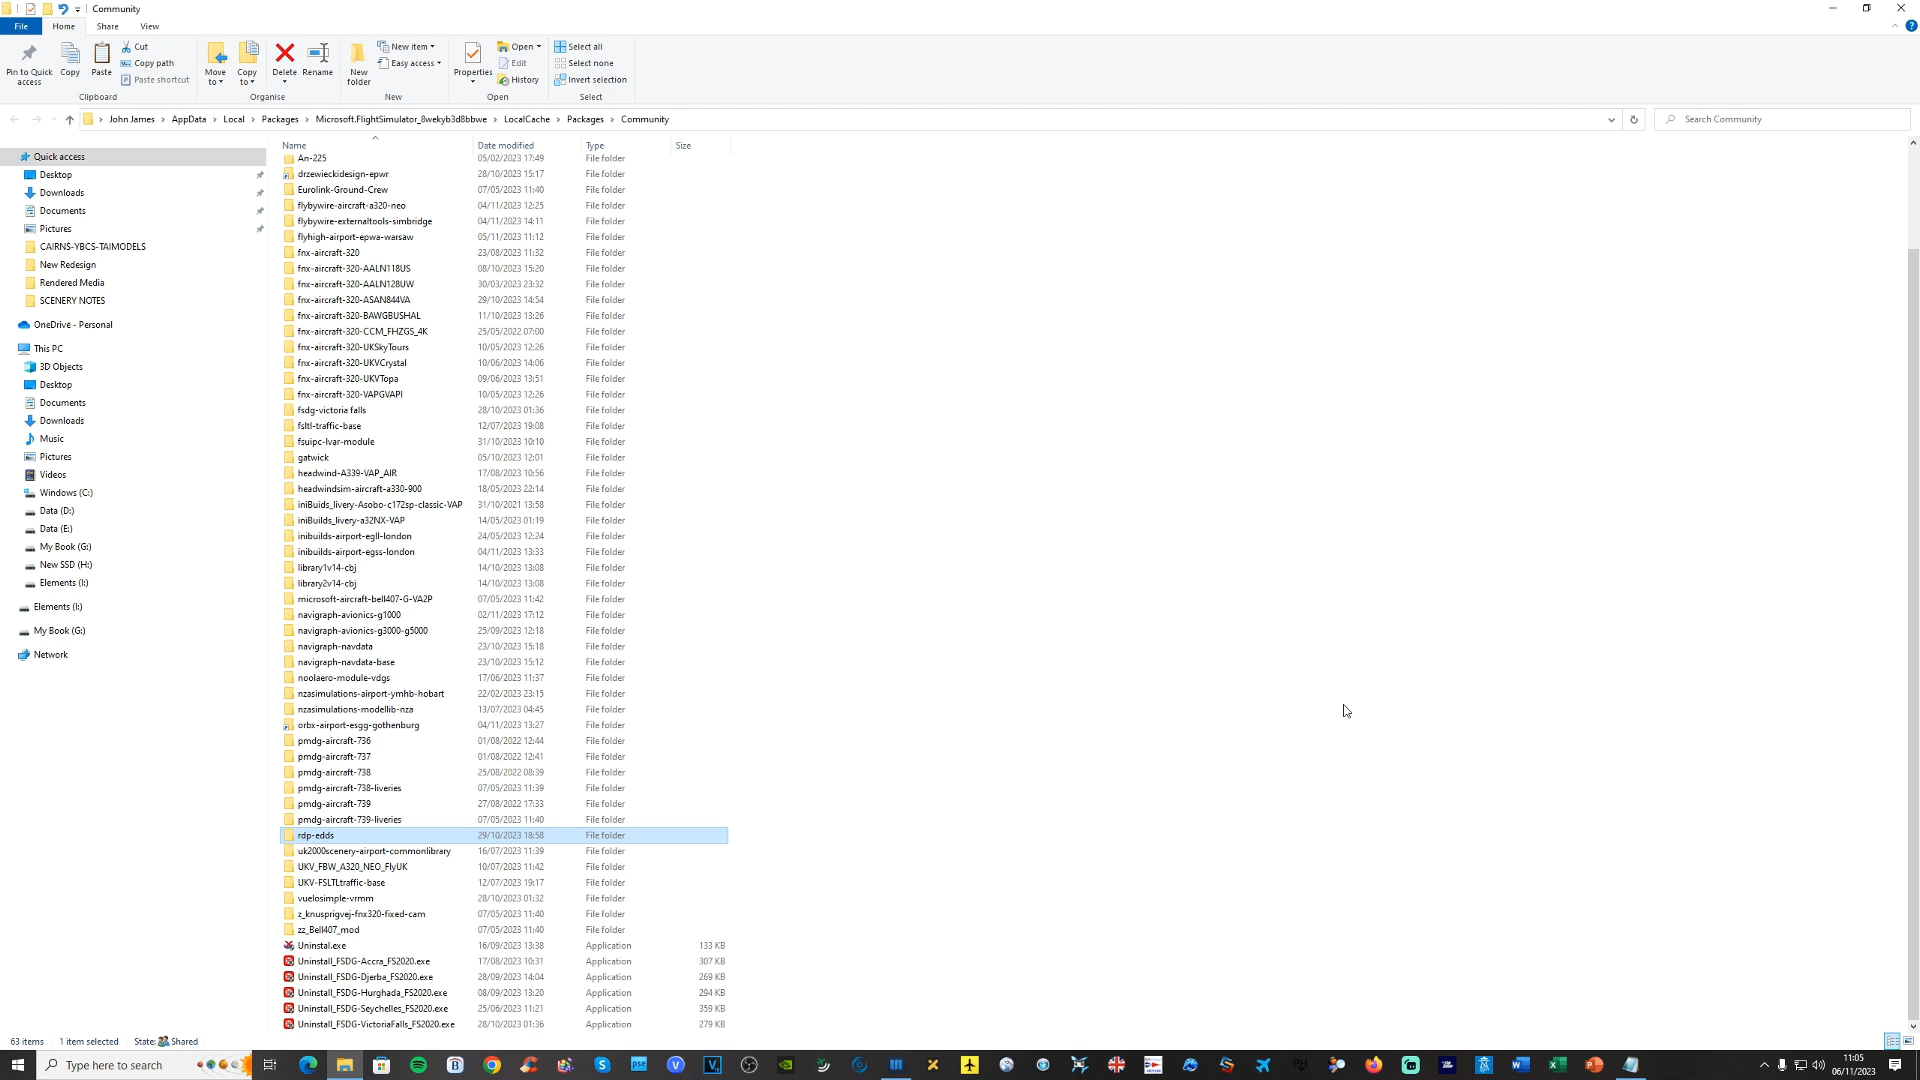 Community
File Home Share View
Pin to Quick access
Copy
Paste
Cut
Copy path
Paste shortcut
Clipboard
Move to
Copy to
Delete
Rename
Organise
New folder
New item
Easy access
New
Properties
Open
Edit
History
Open
Select all
Select none
Invert selection
Select
John James > AppData > Local > Packages > Microsoft.FlightSimulator_8wekyb3d8bbwe > LocalCache > Packages > Community
Search Community
Quick access
Desktop
Downloads
Documents
Pictures
CAIRNS-YBCS-TAIMODELS
New Redesign
Rendered Media
SCENERY NOTES
OneDrive - Personal
This PC
3D Objects
Desktop
Documents
Downloads
Music
Pictures
Videos
Windows (C:)
Data (D:)
Data (E:)
My Book (G:)
New SSD (H:)
Elements (I:)
Elements (I:)
My Book (G:)
Network
Name Date modified Type Size
An-225 05/02/2023 17:49 File folder
drzewieckidesign-epwr 28/10/2023 15:17 File folder
Eurolink-Ground-Crew 07/05/2023 11:40 File folder
flybywire-aircraft-a320-neo 04/11/2023 12:25 File folder
flybywire-externaltools-simbridge 04/11/2023 14:11 File folder
flyhigh-airport-epwa-warsaw 05/11/2023 11:12 File folder
fnx-aircraft-320 23/08/2023 11:32 File folder
fnx-aircraft-320-AALN118US 08/10/2023 15:20 File folder
fnx-aircraft-320-AALN128UW 30/03/2023 23:32 File folder
fnx-aircraft-320-ASAN844VA 29/10/2023 14:54 File folder
fnx-aircraft-320-BAWGBUSHAL 11/10/2023 13:26 File folder
fnx-aircraft-320-CCM_FHZGS_4K 25/05/2022 07:00 File folder
fnx-aircraft-320-UKSkyTours 10/05/2023 12:26 File folder
fnx-aircraft-320-UKVCrystal 10/06/2023 14:06 File folder
fnx-aircraft-320-UKVTopa 09/06/2023 13:51 File folder
fnx-aircraft-320-VAPGVAPI 10/05/2023 12:26 File folder
fsdg-victoria falls 28/10/2023 01:36 File folder
fsltl-traffic-base 12/07/2023 19:08 File folder
fsuipc-lvar-module 31/10/2023 10:10 File folder
gatwick 05/10/2023 12:01 File folder
headwind-A339-VAP_AIR 17/08/2023 10:56 File folder
headwindsim-aircraft-a330-900 18/05/2023 22:14 File folder
iniBuids_livery-Asobo-c172sp-classic-VAP 31/10/2021 13:58 File folder
iniBuilds_livery-a32NX-VAP 14/05/2023 01:19 File folder
inibuilds-airport-egll-london 24/05/2023 12:24 File folder
inibuilds-airport-egss-london 04/11/2023 13:33 File folder
library1v14-cbj 14/10/2023 13:08 File folder
library2v14-cbj 14/10/2023 13:08 File folder
microsoft-aircraft-bell407-G-VA2P 07/05/2023 11:42 File folder
navigraph-avionics-g1000 02/11/2023 17:12 File folder
navigraph-avionics-g3000-g5000 25/09/2023 12:18 File folder
navigraph-navdata 23/10/2023 15:18 File folder
navigraph-navdata-base 23/10/2023 15:12 File folder
noolaero-module-vdgs 17/06/2023 11:37 File folder
nzasimulations-airport-ymhb-hobart 22/02/2023 23:15 File folder
nzasimulations-modellib-nza 13/07/2023 04:45 File folder
orbx-airport-esgg-gothenburg 04/11/2023 13:27 File folder
pmdg-aircraft-736 01/08/2022 12:44 File folder
pmdg-aircraft-737 01/08/2022 12:41 File folder
pmdg-aircraft-738 25/08/2022 08:39 File folder
pmdg-aircraft-738-liveries 07/05/2023 11:39 File folder
pmdg-aircraft-739 27/08/2022 17:33 File folder
pmdg-aircraft-739-liveries 07/05/2023 11:40 File folder
rdp-edds 29/10/2023 18:58 File folder
uk2000scenery-airport-commonlibrary 16/07/2023 11:39 File folder
UKV_FBW_A320_NEO_FlyUK 10/07/2023 11:42 File folder
UKV-FSLTLtraffic-base 12/07/2023 19:17 File folder
vuelosimple-vrmm 28/10/2023 01:32 File folder
z_knusprigvej-fnx320-fixed-cam 07/05/2023 11:40 File folder
zz_Bell407_mod 07/05/2023 11:40 File folder
Uninstal.exe 16/09/2023 13:38 Application 133 KB
Uninstall_FSDG-Accra_FS2020.exe 17/08/2023 10:31 Application 307 KB
Uninstall_FSDG-Djerba_FS2020.exe 28/09/2023 14:04 Application 269 KB
Uninstall_FSDG-Hurghada_FS2020.exe 08/09/2023 13:20 Application 294 KB
Uninstall_FSDG-Seychelles_FS2020.exe 25/06/2023 11:21 Application 359 KB
Uninstall_FSDG-VictoriaFalls_FS2020.exe 28/10/2023 01:36 Application 279 KB
63 items 1 item selected State: Shared
Type here to search
11:05
06/11/2023